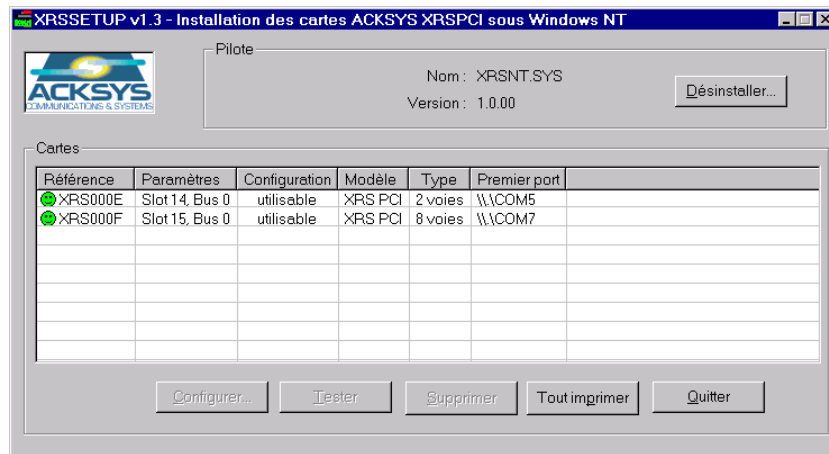 XRSSETUP v1.3 - Installation des cartes ACKSYS XRSPCI sous Windows NT
ACKSYS
COMMUNICATIONS & SYSTEMS
Pilote
Nom : XRSNT.SYS
Version : 1.0.00
Désinstaller...
Cartes
Référence Paramètres Configuration Modèle Type Premier port
XRS000E Slot 14, Bus 0 utilisable XRS PCI 2 voies \\.\COM5
XRS000F Slot 15, Bus 0 utilisable XRS PCI 8 voies \\.\COM7
Configurer... Tester Supprimer Tout imprimer Quitter